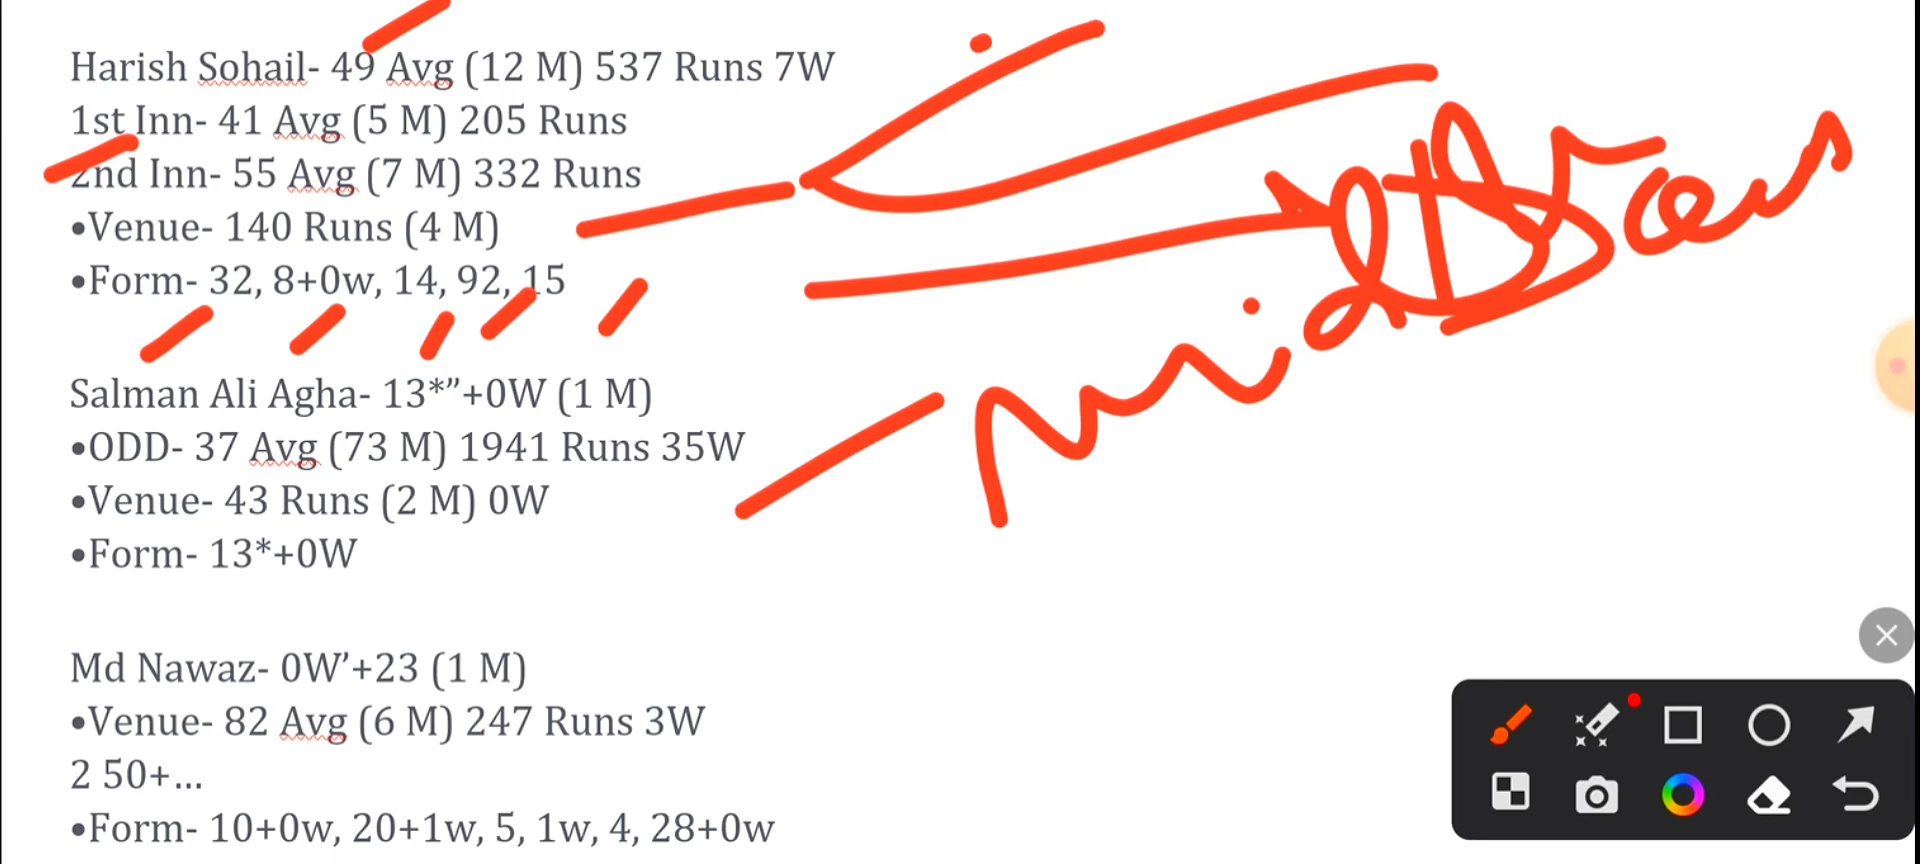 Harish Sohail- 49 Avg (12 M) 537 Runs 7W
1st Inn- 41 Avg (5 M) 205 Runs
2nd Inn- 55 Avg (7 M) 332 Runs
•Venue- 140 Runs (4 M)
•Form- 32, 8+0w, 14, 92, 15
Salman Ali Agha- 13*”+0W (1 M)
•ODD- 37 Avg (73 M) 1941 Runs 35W
•Venue- 43 Runs (2 M) 0W
•Form- 13*+0W
Md Nawaz- 0W’+23 (1 M)
•Venue- 82 Avg (6 M) 247 Runs 3W
2 50+...
•Form- 10+0w, 20+1w, 5, 1w, 4, 28+0w